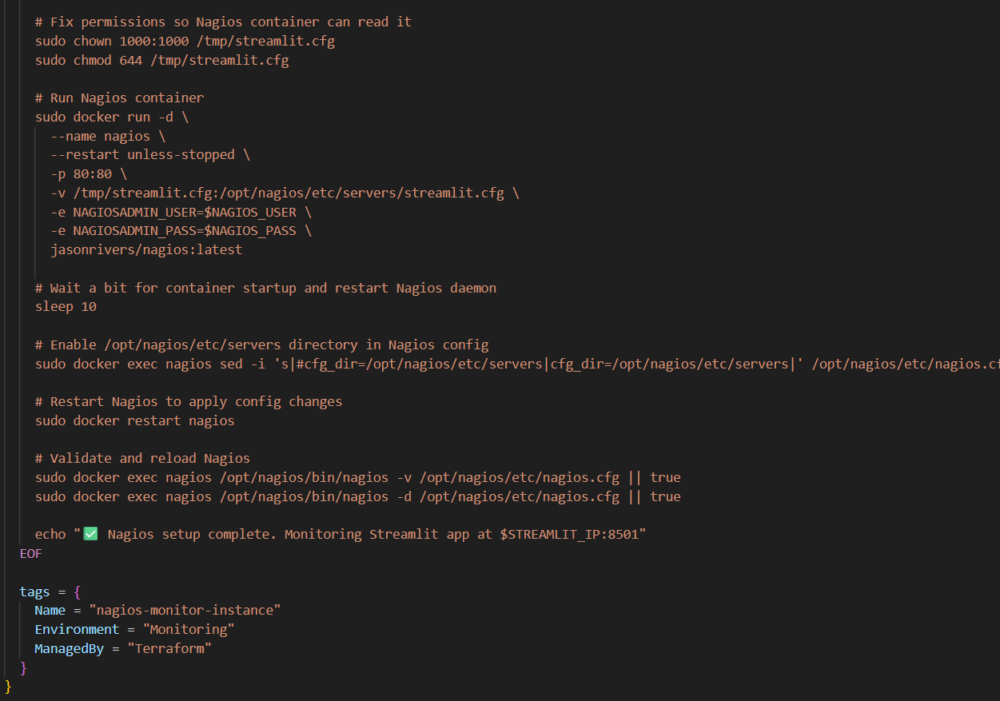 # Fix permissions so Nagios container can read it
sudo chown 1000:1000 /tmp/streamlit.cfg
sudo chmod 644 /tmp/streamlit.cfg
# Run Nagios container
sudo docker run -d \
--name nagios \
--restart unless-stopped \
-p 80:80 \
-v /tmp/streamlit.cfg:/opt/nagios/etc/servers/streamlit.cfg \
-e NAGIOSADMIN_USER=$NAGIOS_USER \
-e NAGIOSADMIN_PASS=$NAGIOS_PASS \
jasonrivers/nagios:latest
# Wait a bit for container startup and restart Nagios daemon
sleep 10
# Enable /opt/nagios/etc/servers directory in Nagios config
sudo docker exec nagios sed -i 's|#cfg_dir=/opt/nagios/etc/servers|cfg_dir=/opt/nagios/etc/servers|' /opt/nagios/etc/nagios.cf
# Restart Nagios to apply config changes
sudo docker restart nagios
# Validate and reload Nagios
sudo docker exec nagios /opt/nagios/bin/nagios -v /opt/nagios/etc/nagios.cfg || true
sudo docker exec nagios /opt/nagios/bin/nagios -d /opt/nagios/etc/nagios.cfg || true
echo "✅ Nagios setup complete. Monitoring Streamlit app at $STREAMLIT_IP:8501"
EOF
tags = {
Name = "nagios-monitor-instance"
Environment = "Monitoring"
ManagedBy = "Terraform"
}
}